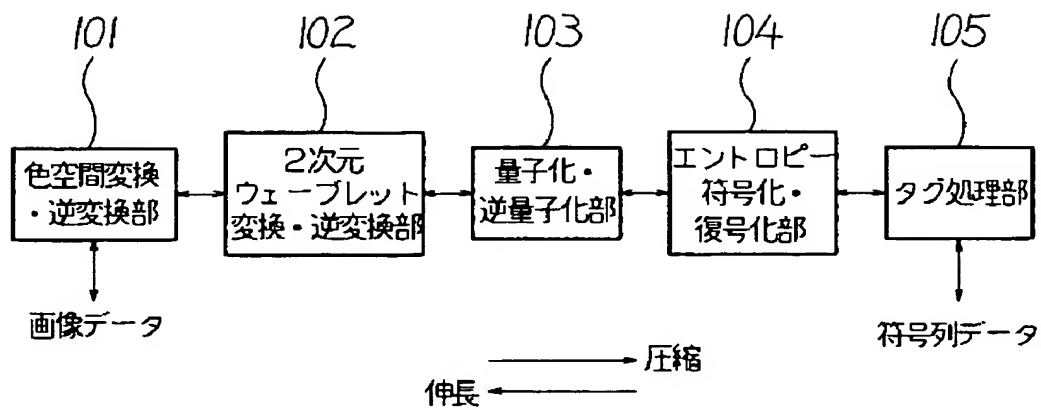 101
102
103
104
105
色空間変換
・逆変換部
2次元
ウェーブレット
変換・逆変換部
量子化・
逆量子化部
エントロピー
符号化・
復号化部
タグ処理部
画像データ
符号列データ
圧縮
伸長